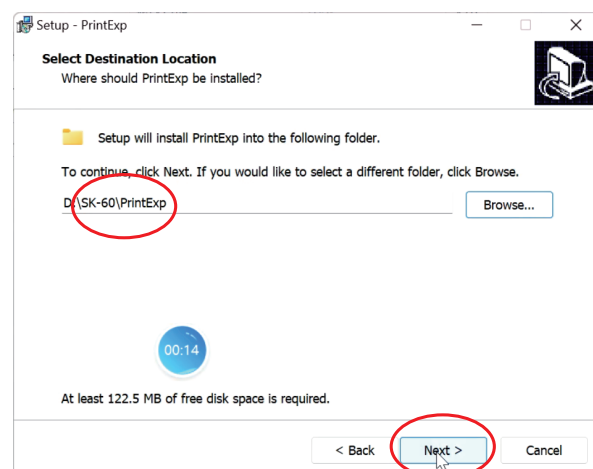 Setup - PrintExp
Select Destination Location
Where should PrintExp be installed?
Setup will install PrintExp into the following folder.
To continue, click Next. If you would like to select a different folder, click Browse.
D:\SK-60\PrintExp
Browse...
00:14
At least 122.5 MB of free disk space is required.
< Back
Next >
Cancel